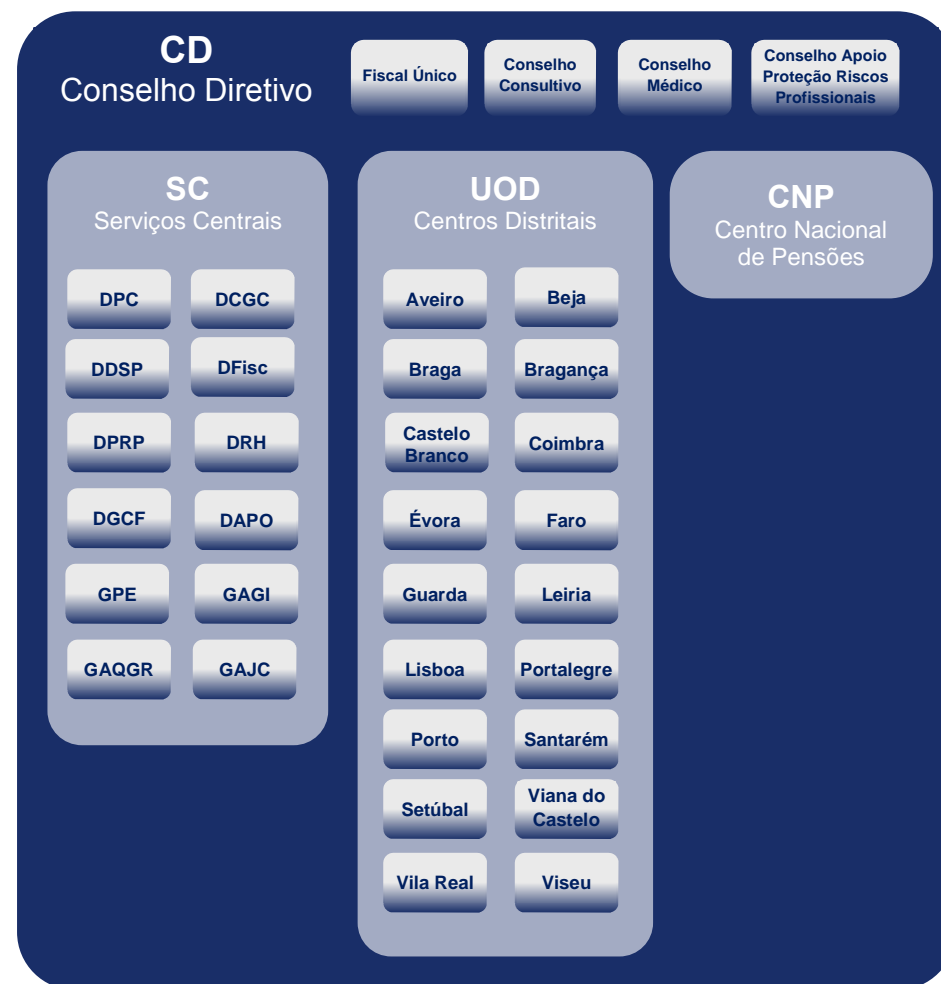 CD
Conselho Diretivo
Fiscal Único
Conselho
Consultivo
Conselho
Médico
Conselho Apoio
Proteção Riscos
Profissionais
SC
Serviços Centrais
DPC
DCGC
DDSP
DFisc
DPRP
DRH
DGCF
DAPO
GPE
GAGI
GAQGR
GAJC
UOD
Centros Distritais
Aveiro
Beja
Braga
Bragança
Castelo
Branco
Coimbra
Évora
Faro
Guarda
Leiria
Lisboa
Portalegre
Porto
Santarém
Setúbal
Viana do
Castelo
Vila Real
Viseu
CNP
Centro Nacional
de Pensões